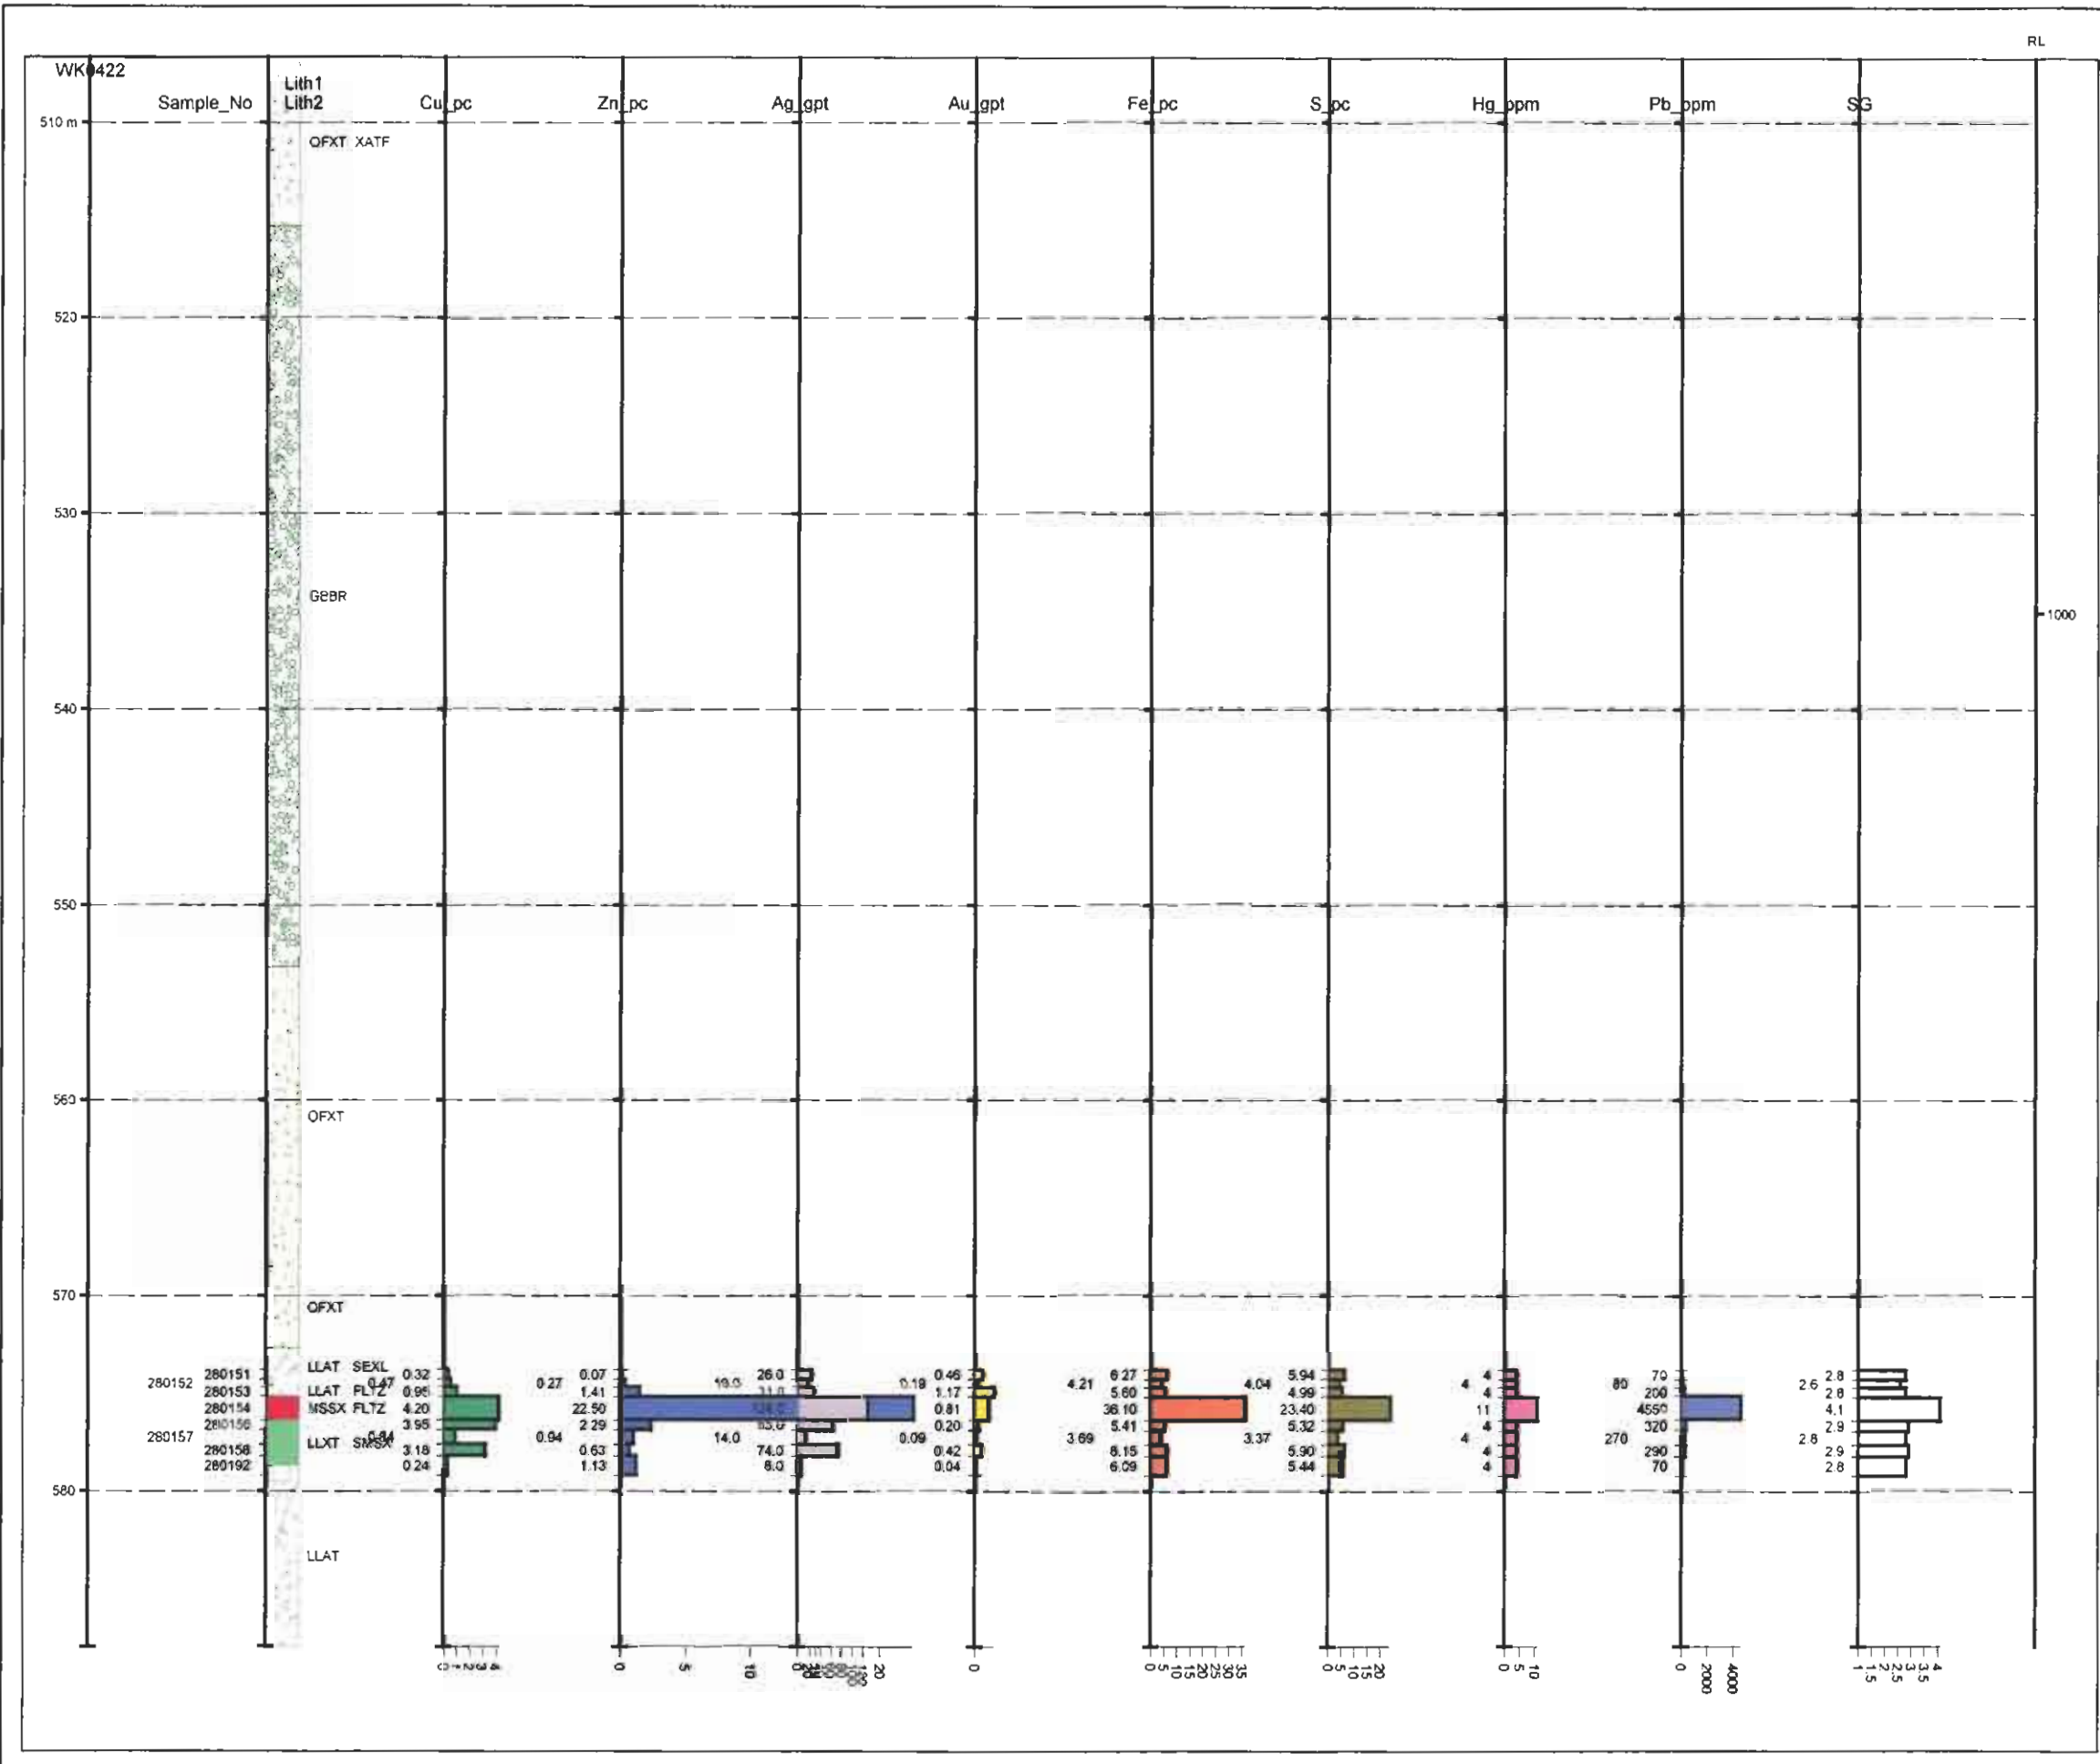 RL
WK0422
Lith1
Sample_No Lith2 Cu_pc Zn_pc Ag_gpt Au_gpt Fe_pc S_pc Hg_ppm Pb_ppm SG
510 m
QFXT XATF
520
530
GBBR
1000
540
550
560
QFXT
570
QFXT
LLAT SEXL
280151 0.32 0.07 26.0 0.46 6.27 5.94 4 70 2.8
280152 0.47 0.27 0.19 4.21 4.04 4 80 2.6
280153 LLAT FLTZ 0.95 1.41 31.0 1.17 5.60 4.99 4 200 2.8
280154 MSSX FLTZ 4.20 22.50 0.81 36.10 23.40 11 4550 4.1
280156 3.95 2.29 0.20 5.41 5.32 4 320 2.9
280157 0.94 14.0 0.09 3.69 3.37 4 270 2.8
LLXT SMSX
280158 3.18 0.63 74.0 0.42 8.15 5.90 4 290 2.9
280192 0.24 1.13 8.0 0.04 6.09 5.44 4 70 2.8
580
LLAT
0 1 2 3 4 0 5 10 20 0 0 5 10 15 20 25 30 35 0 5 10 15 20 0 5 10 0 2000 4000 1 1.5 2 2.5 3 3.5 4